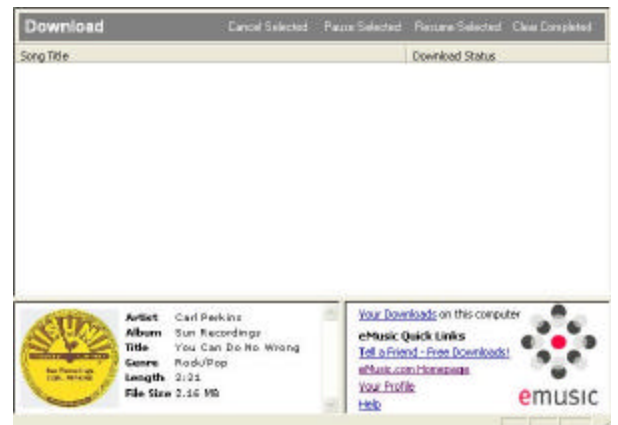 Download Cancel Selected Pause Selected Resume Selected Clear Completed
Song Title Download Status
SUN
Artist Carl Perkins
Album Sun Recordings
Title You Can Do No Wrong
Genre Rock/Pop
Length 2:21
File Size 2.16 MB
Your Downloads on this computer
eMusic Quick Links
Tell a Friend - Free Downloads!
eMusic.com Homepage
Your Profile
Help
emusic